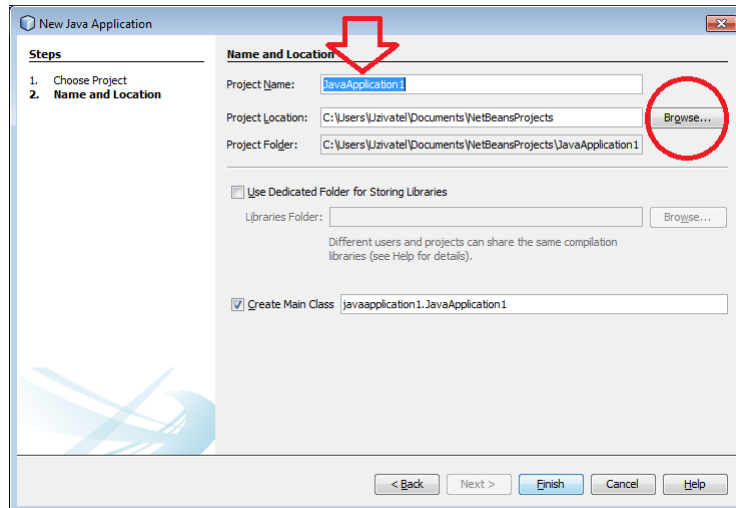 New Java Application
Steps
1. Choose Project
2. Name and Location
Name and Location
Project Name: JavaApplication1
Project Location: C:\Users\Uzivatel\Documents\NetBeansProjects Browse...
Project Folder: C:\Users\Uzivatel\Documents\NetBeansProjects\JavaApplication1
Use Dedicated Folder for Storing Libraries
Libraries Folder: Browse...
Different users and projects can share the same compilation
libraries (see Help for details).
Create Main Class javaapplication1.JavaApplication1
< Back Next > Finish Cancel Help